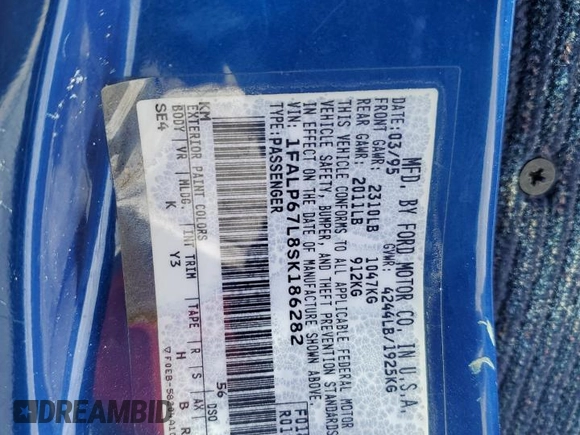 MFD. BY FORD MOTOR CO. IN U.S.A.
DATE: 03/95 GVWR: 4244LB/1925KG
FRONT GAWR: 2310LB 1047KG
REAR GAWR: 2011LB 912KG
THIS VEHICLE CONFORMS TO ALL APPLICABLE FEDERAL MOTOR
VEHICLE SAFETY, BUMPER, AND THEFT PREVENTION STANDARDS
IN EFFECT ON THE DATE OF MANUFACTURE SHOWN ABOVE.
VIN: 1FALP67L8SK186282
TYPE: PASSENGER
EXTERIOR PAINT COLORS 56 DSO
KM
BODY VR MLDG INT TRIM TAPE R S AX
SE4 K Y3 H B R
DREAMBID